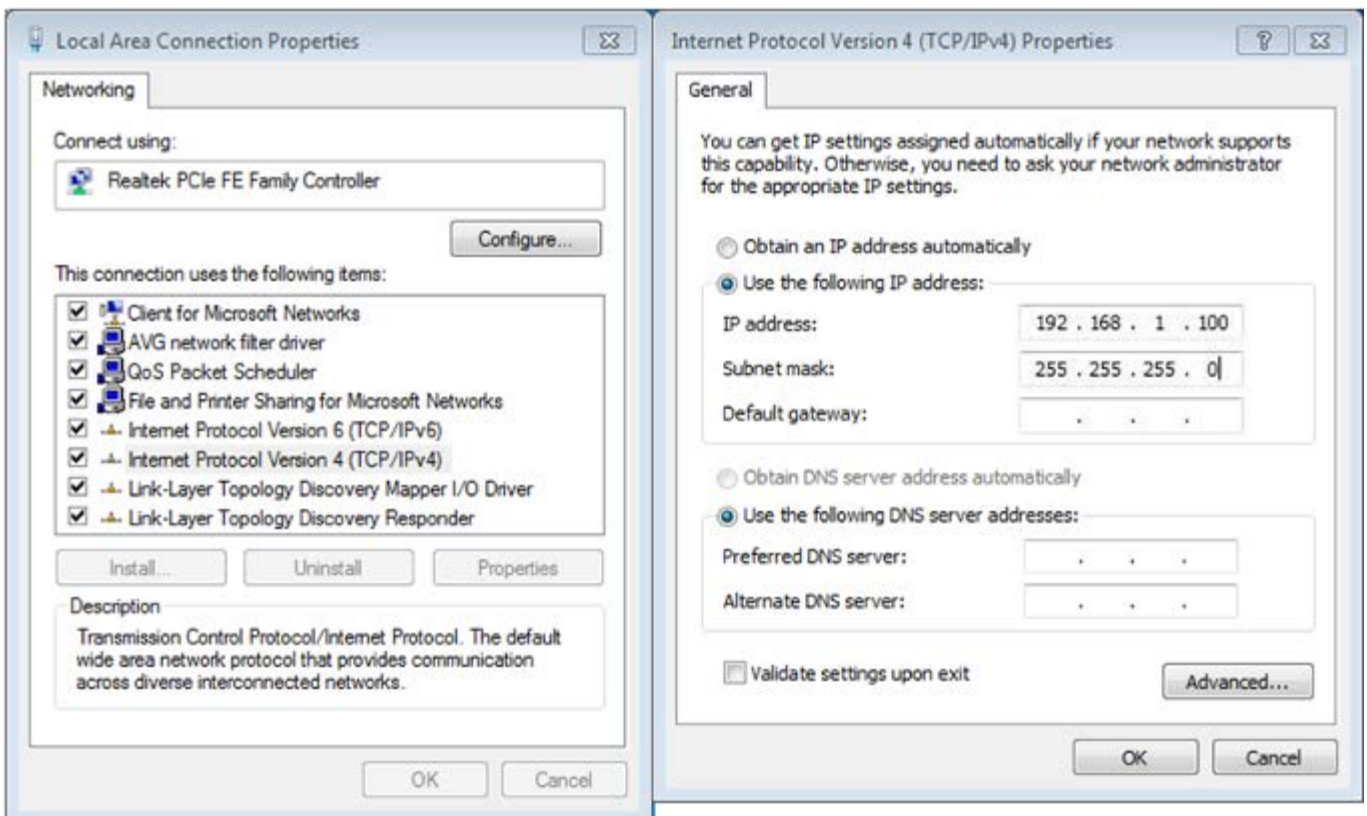 Local Area Connection Properties
Networking
Connect using:
Realtek PCIe FE Family Controller
Configure...
This connection uses the following items:
Client for Microsoft Networks
AVG network filter driver
QoS Packet Scheduler
File and Printer Sharing for Microsoft Networks
Internet Protocol Version 6 (TCP/IPv6)
Internet Protocol Version 4 (TCP/IPv4)
Link-Layer Topology Discovery Mapper I/O Driver
Link-Layer Topology Discovery Responder
Install... Uninstall Properties
Description
Transmission Control Protocol/Internet Protocol. The default
wide area network protocol that provides communication
across diverse interconnected networks.
OK Cancel
Internet Protocol Version 4 (TCP/IPv4) Properties
General
You can get IP settings assigned automatically if your network supports
this capability. Otherwise, you need to ask your network administrator
for the appropriate IP settings.
Obtain an IP address automatically
Use the following IP address:
IP address: 192 . 168 . 1 . 100
Subnet mask: 255 . 255 . 255 . 0
Default gateway: . . .
Obtain DNS server address automatically
Use the following DNS server addresses:
Preferred DNS server: . . .
Alternate DNS server: . . .
Validate settings upon exit
Advanced...
OK Cancel